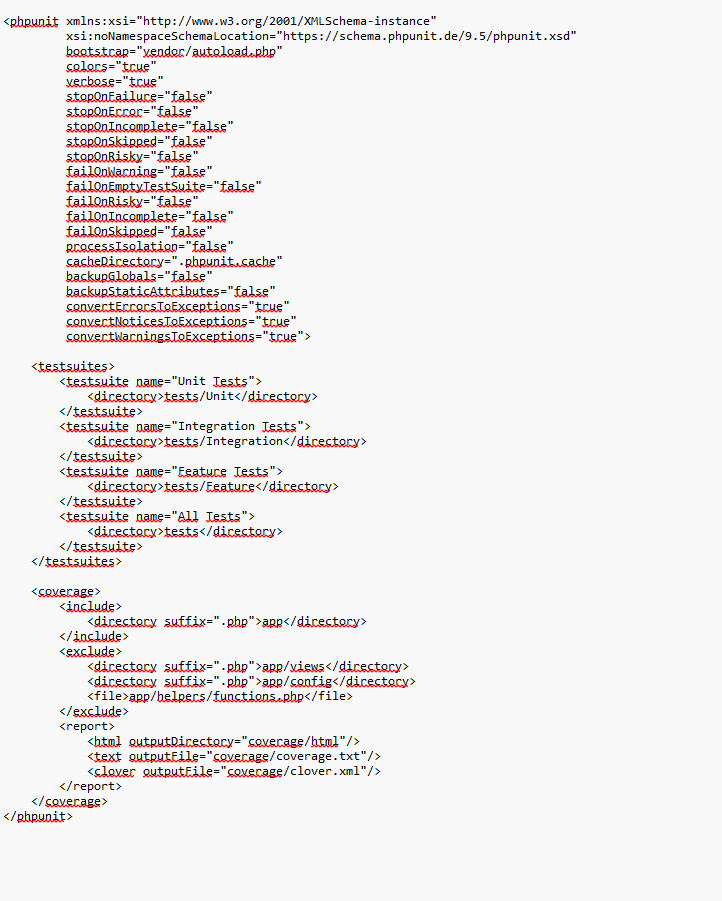 <phpunit xmlns:xsi="http://www.w3.org/2001/XMLSchema-instance"
         xsi:noNamespaceSchemaLocation="https://schema.phpunit.de/9.5/phpunit.xsd"
         bootstrap="vendor/autoload.php"
         colors="true"
         verbose="true"
         stopOnFailure="false"
         stopOnError="false"
         stopOnIncomplete="false"
         stopOnSkipped="false"
         stopOnRisky="false"
         failOnWarning="false"
         failOnEmptyTestSuite="false"
         failOnRisky="false"
         failOnIncomplete="false"
         failOnSkipped="false"
         processIsolation="false"
         cacheDirectory=".phpunit.cache"
         backupGlobals="false"
         backupStaticAttributes="false"
         convertErrorsToExceptions="true"
         convertNoticesToExceptions="true"
         convertWarningsToExceptions="true">

    <testsuites>
        <testsuite name="Unit Tests">
            <directory>tests/Unit</directory>
        </testsuite>
        <testsuite name="Integration Tests">
            <directory>tests/Integration</directory>
        </testsuite>
        <testsuite name="Feature Tests">
            <directory>tests/Feature</directory>
        </testsuite>
        <testsuite name="All Tests">
            <directory>tests</directory>
        </testsuite>
    </testsuites>

    <coverage>
        <include>
            <directory suffix=".php">app</directory>
        </include>
        <exclude>
            <directory suffix=".php">app/views</directory>
            <directory suffix=".php">app/config</directory>
            <file>app/helpers/functions.php</file>
        </exclude>
        <report>
            <html outputDirectory="coverage/html"/>
            <text outputFile="coverage/coverage.txt"/>
            <clover outputFile="coverage/clover.xml"/>
        </report>
    </coverage>
</phpunit>